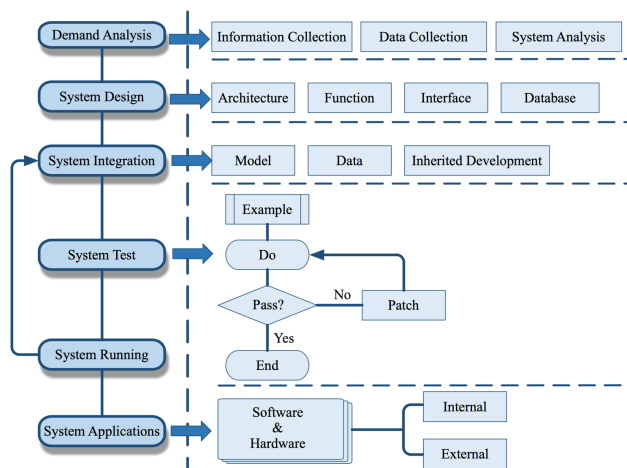 Demand Analysis
Information Collection
Data Collection
System Analysis
System Design
Architecture
Function
Interface
Database
System Integration
Model
Data
Inherited Development
Example
System Test
Do
Pass?
No
Patch
Yes
System Running
End
System Applications
Software
&
Hardware
Internal
External